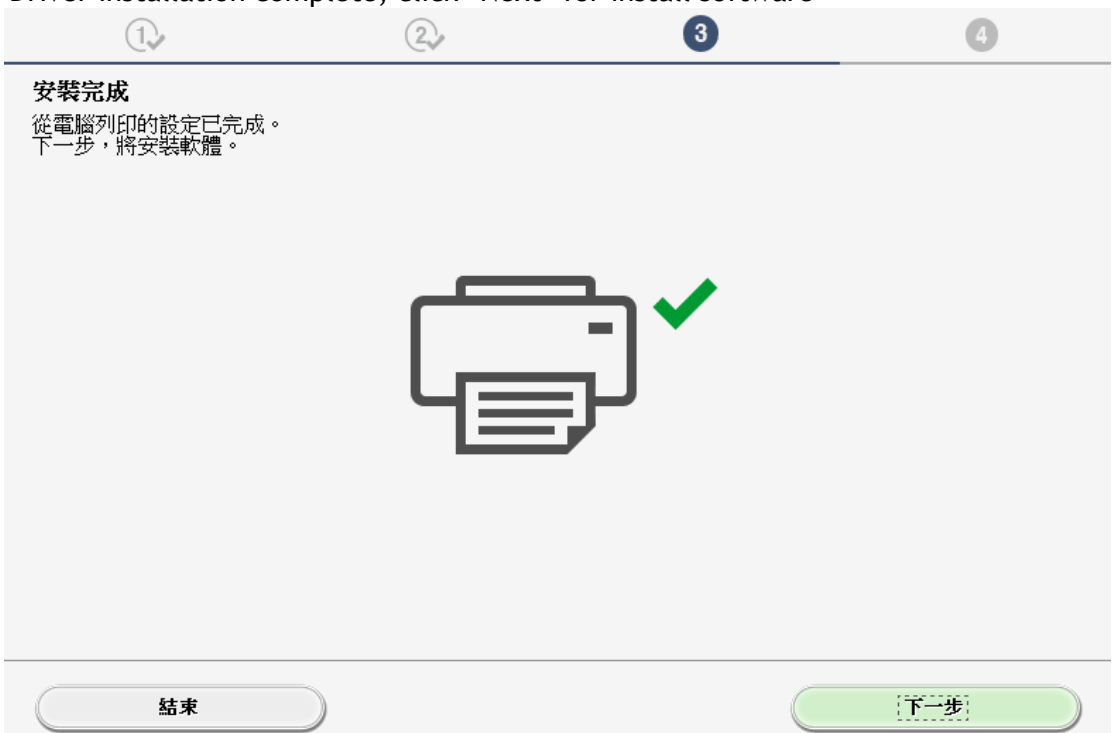 Driver installation complete, click "Next" for install software
1 2 3 4
安裝完成
從電腦列印的設定已完成。
下一步,將安裝軟體。
結束
下一步